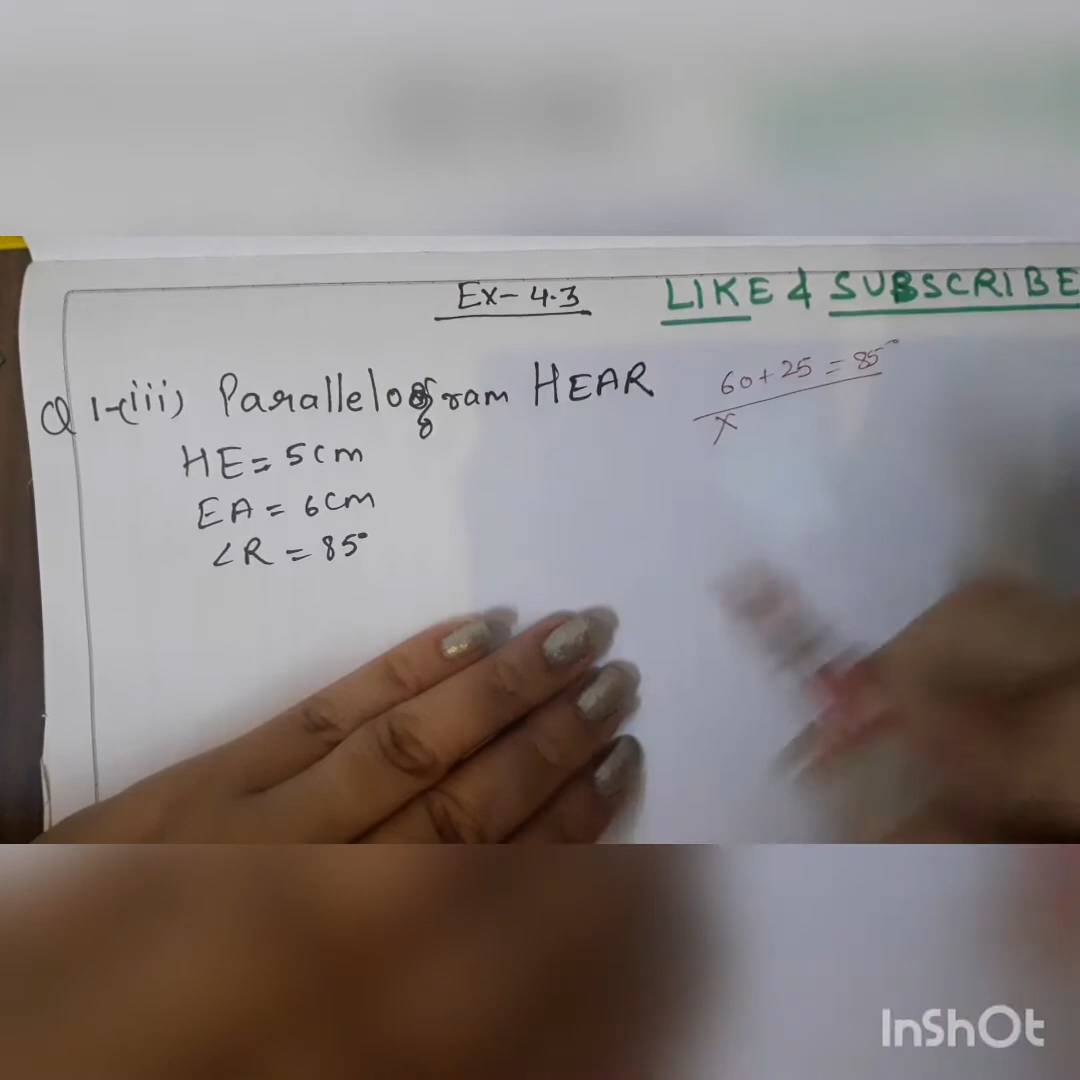 Ex- 4.3
LIKE & SUBSCRIBE
Q 1-(iii) Parallelogram HEAR
60+25 = 85°
x
HE = 5cm
EA = 6cm
∠R = 85°
InShOt